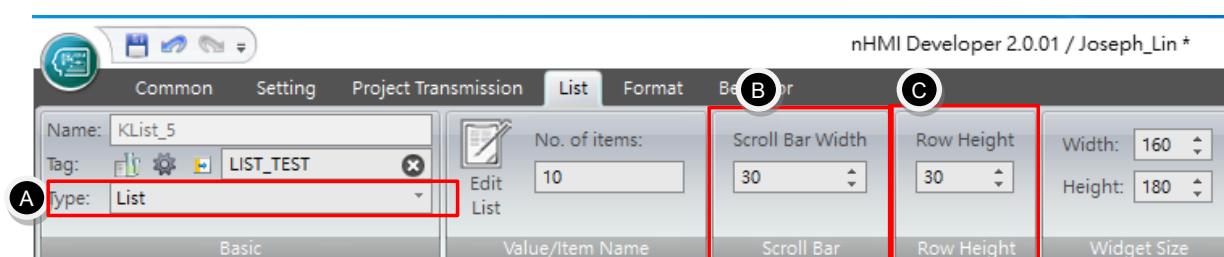 nHMI Developer 2.0.01 / Joseph_Lin *
Common Setting Project Transmission List Format
B C
Name: KList_5
No. of items:
Scroll Bar Width
Row Height
Width: 160
Tag: LIST_TEST
10
30
30
Edit
List
Height: 180
A
Type: List
Basic Value/Item Name Scroll Bar Row Height Widget Size